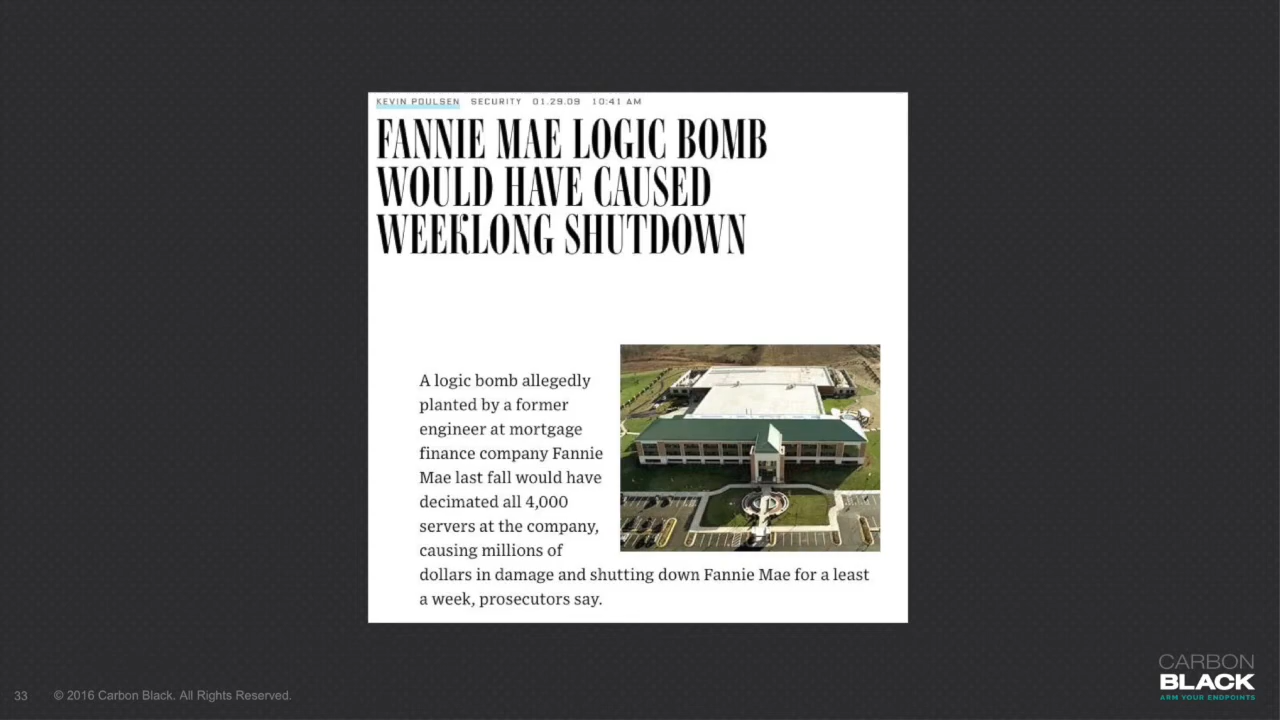 KEVIN POULSEN SECURITY 01.29.09 10:41 AM
FANNIE MAE LOGIC BOMB
WOULD HAVE CAUSED
WEEKLONG SHUTDOWN
A logic bomb allegedly
planted by a former
engineer at mortgage
finance company Fannie
Mae last fall would have
decimated all 4,000
servers at the company,
causing millions of
dollars in damage and shutting down Fannie Mae for a least
a week, prosecutors say.
33 © 2016 Carbon Black. All Rights Reserved.
CARBON
BLACK
ARM YOUR ENDPOINTS